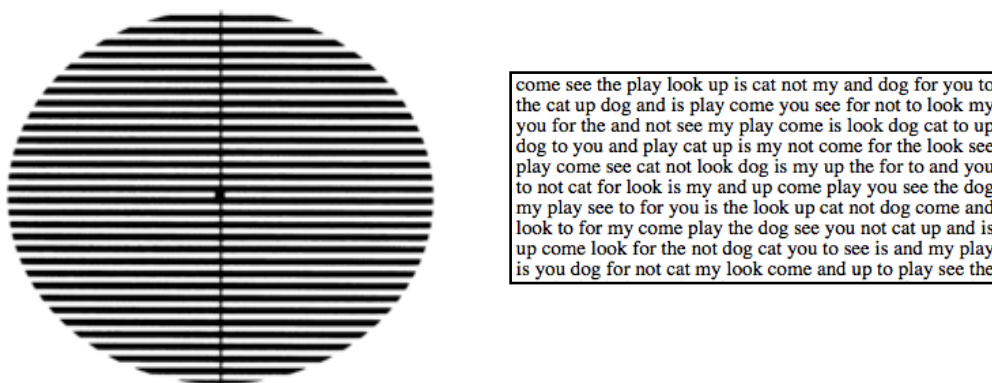 come see the play look up is cat not my and dog for you to
the cat up dog and is play come you see for not to look my
you for the and not see my play come is look dog cat to up
dog to you and play cat up is my not come for the look see
play come see cat not look dog is my up the for to and you
to not cat for look is my and up come play you see the dog
my play see to for you is the look up cat not dog come and
look to for my come play the dog see you not cat up and is
up come look for the not dog cat you to see is and my play
is you dog for not cat my look come and up to play see the